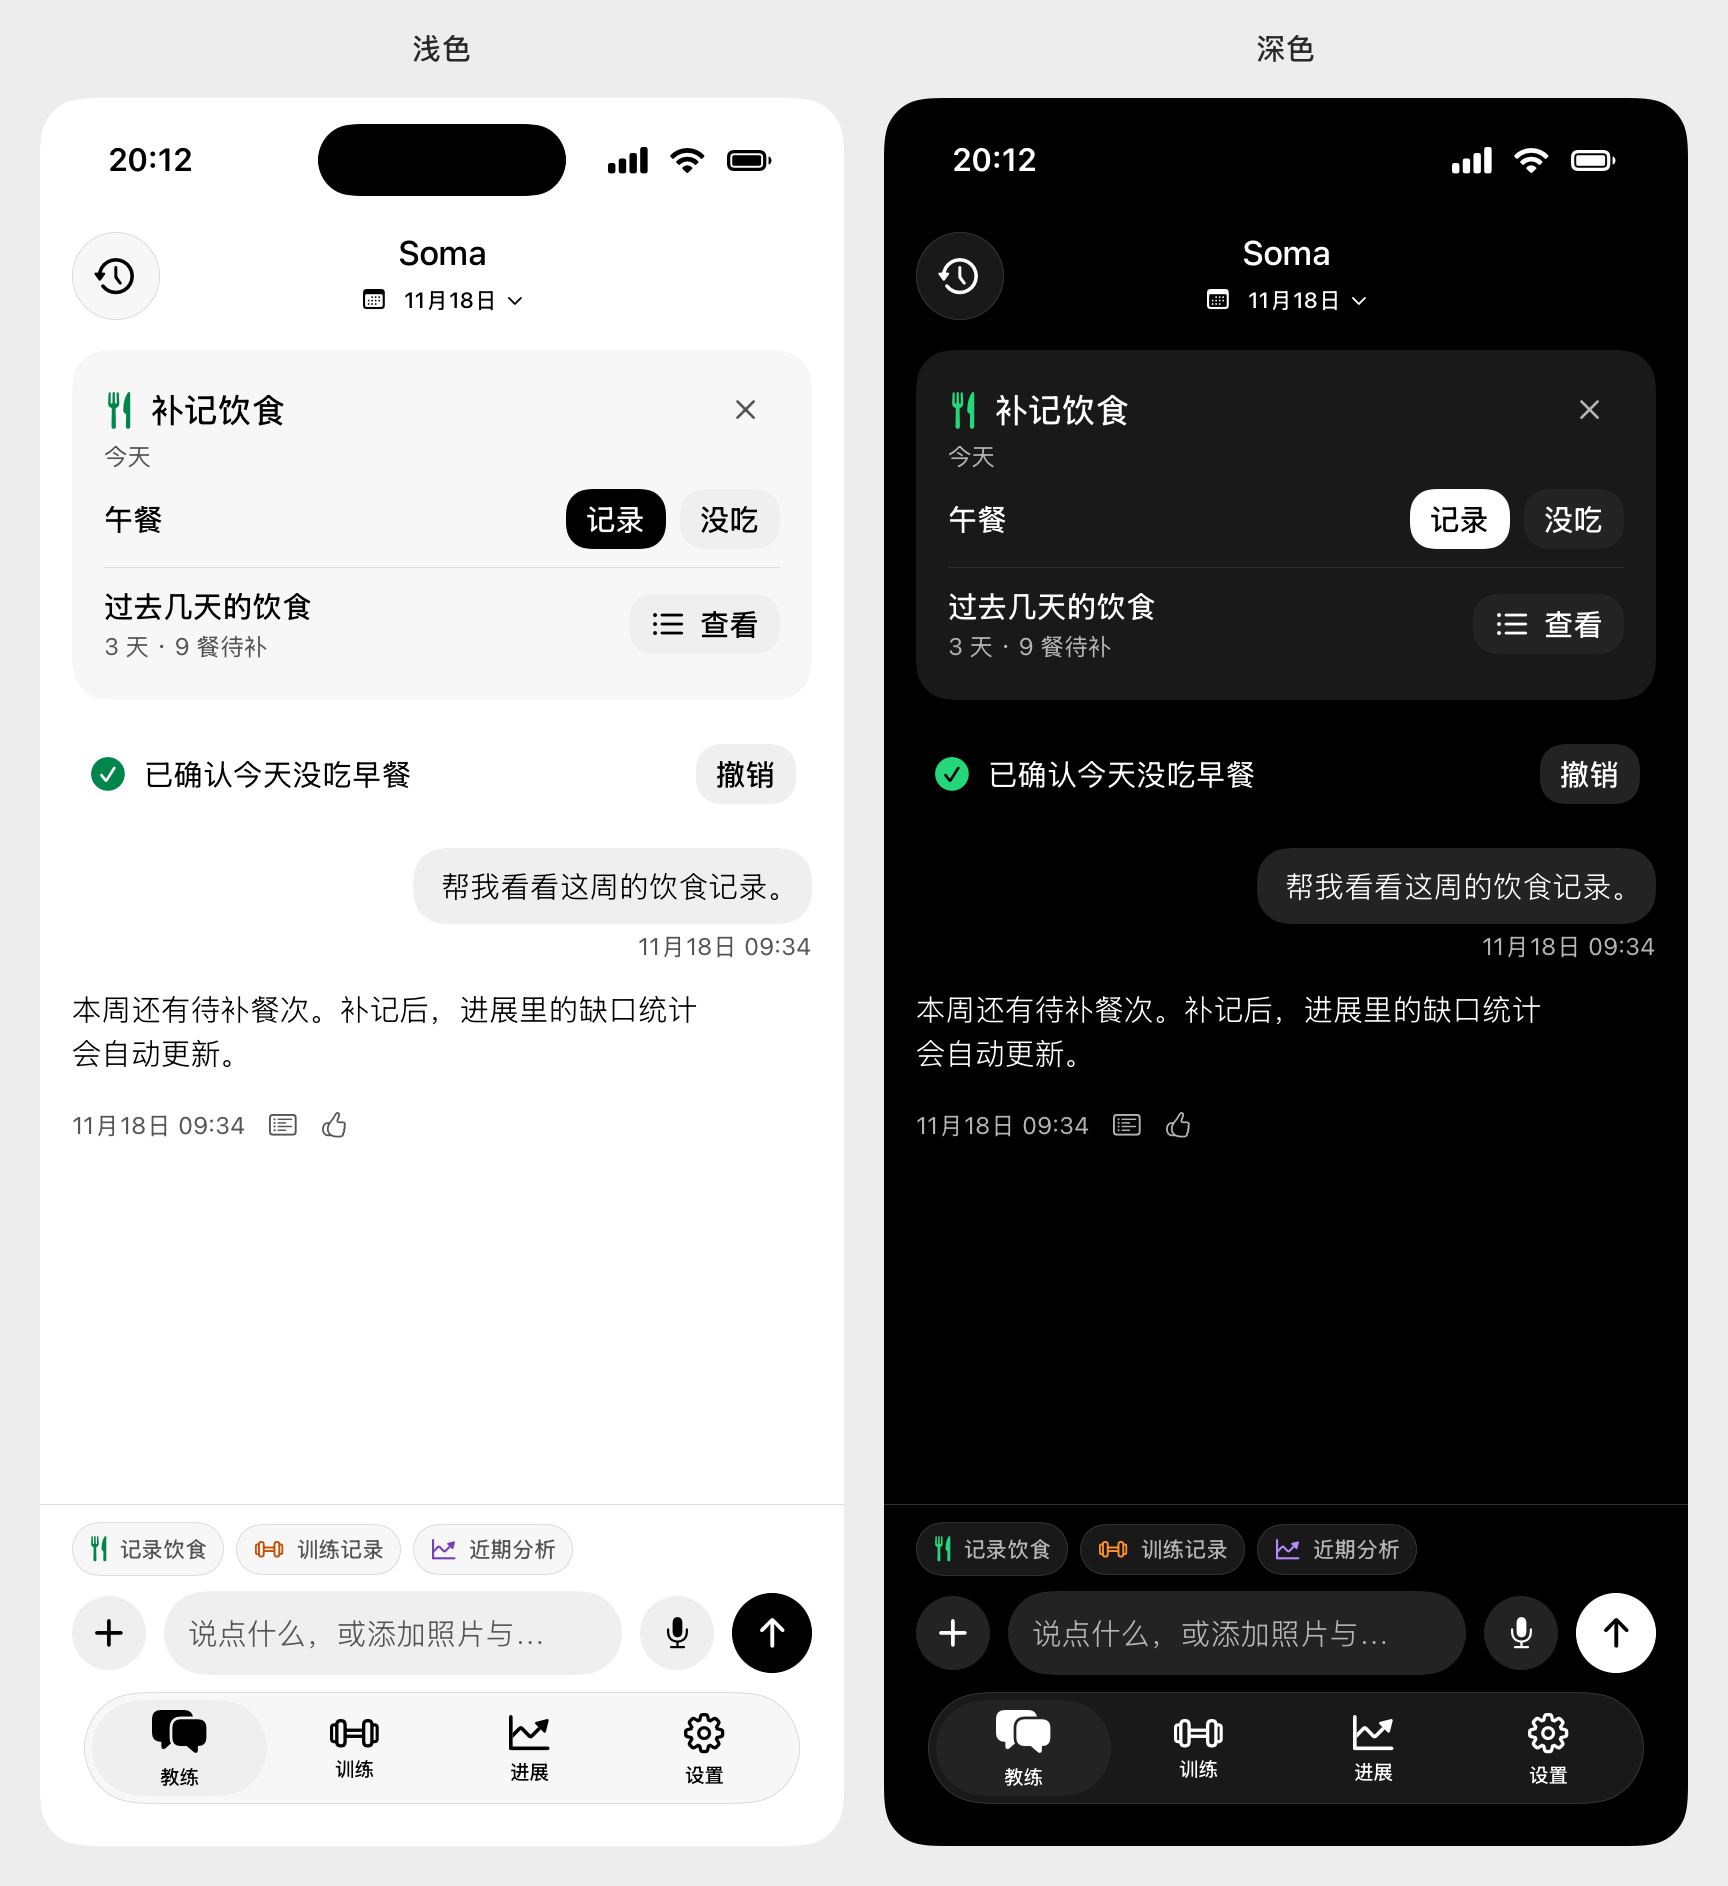 浅色
20:12
Soma
11月18日
补记饮食
今天
午餐
记录
没吃
过去几天的饮食
3 天 · 9 餐待补
查看
已确认今天没吃早餐
撤销
帮我看看这周的饮食记录。
11月18日 09:34
本周还有待补餐次。补记后，进展里的缺口统计
会自动更新。
11月18日 09:34
记录饮食
训练记录
近期分析
说点什么，或添加照片与…
教练
训练
进展
设置
深色
20:12
Soma
11月18日
补记饮食
今天
午餐
记录
没吃
过去几天的饮食
3 天 · 9 餐待补
查看
已确认今天没吃早餐
撤销
帮我看看这周的饮食记录。
11月18日 09:34
本周还有待补餐次。补记后，进展里的缺口统计
会自动更新。
11月18日 09:34
记录饮食
训练记录
近期分析
说点什么，或添加照片与…
教练
训练
进展
设置